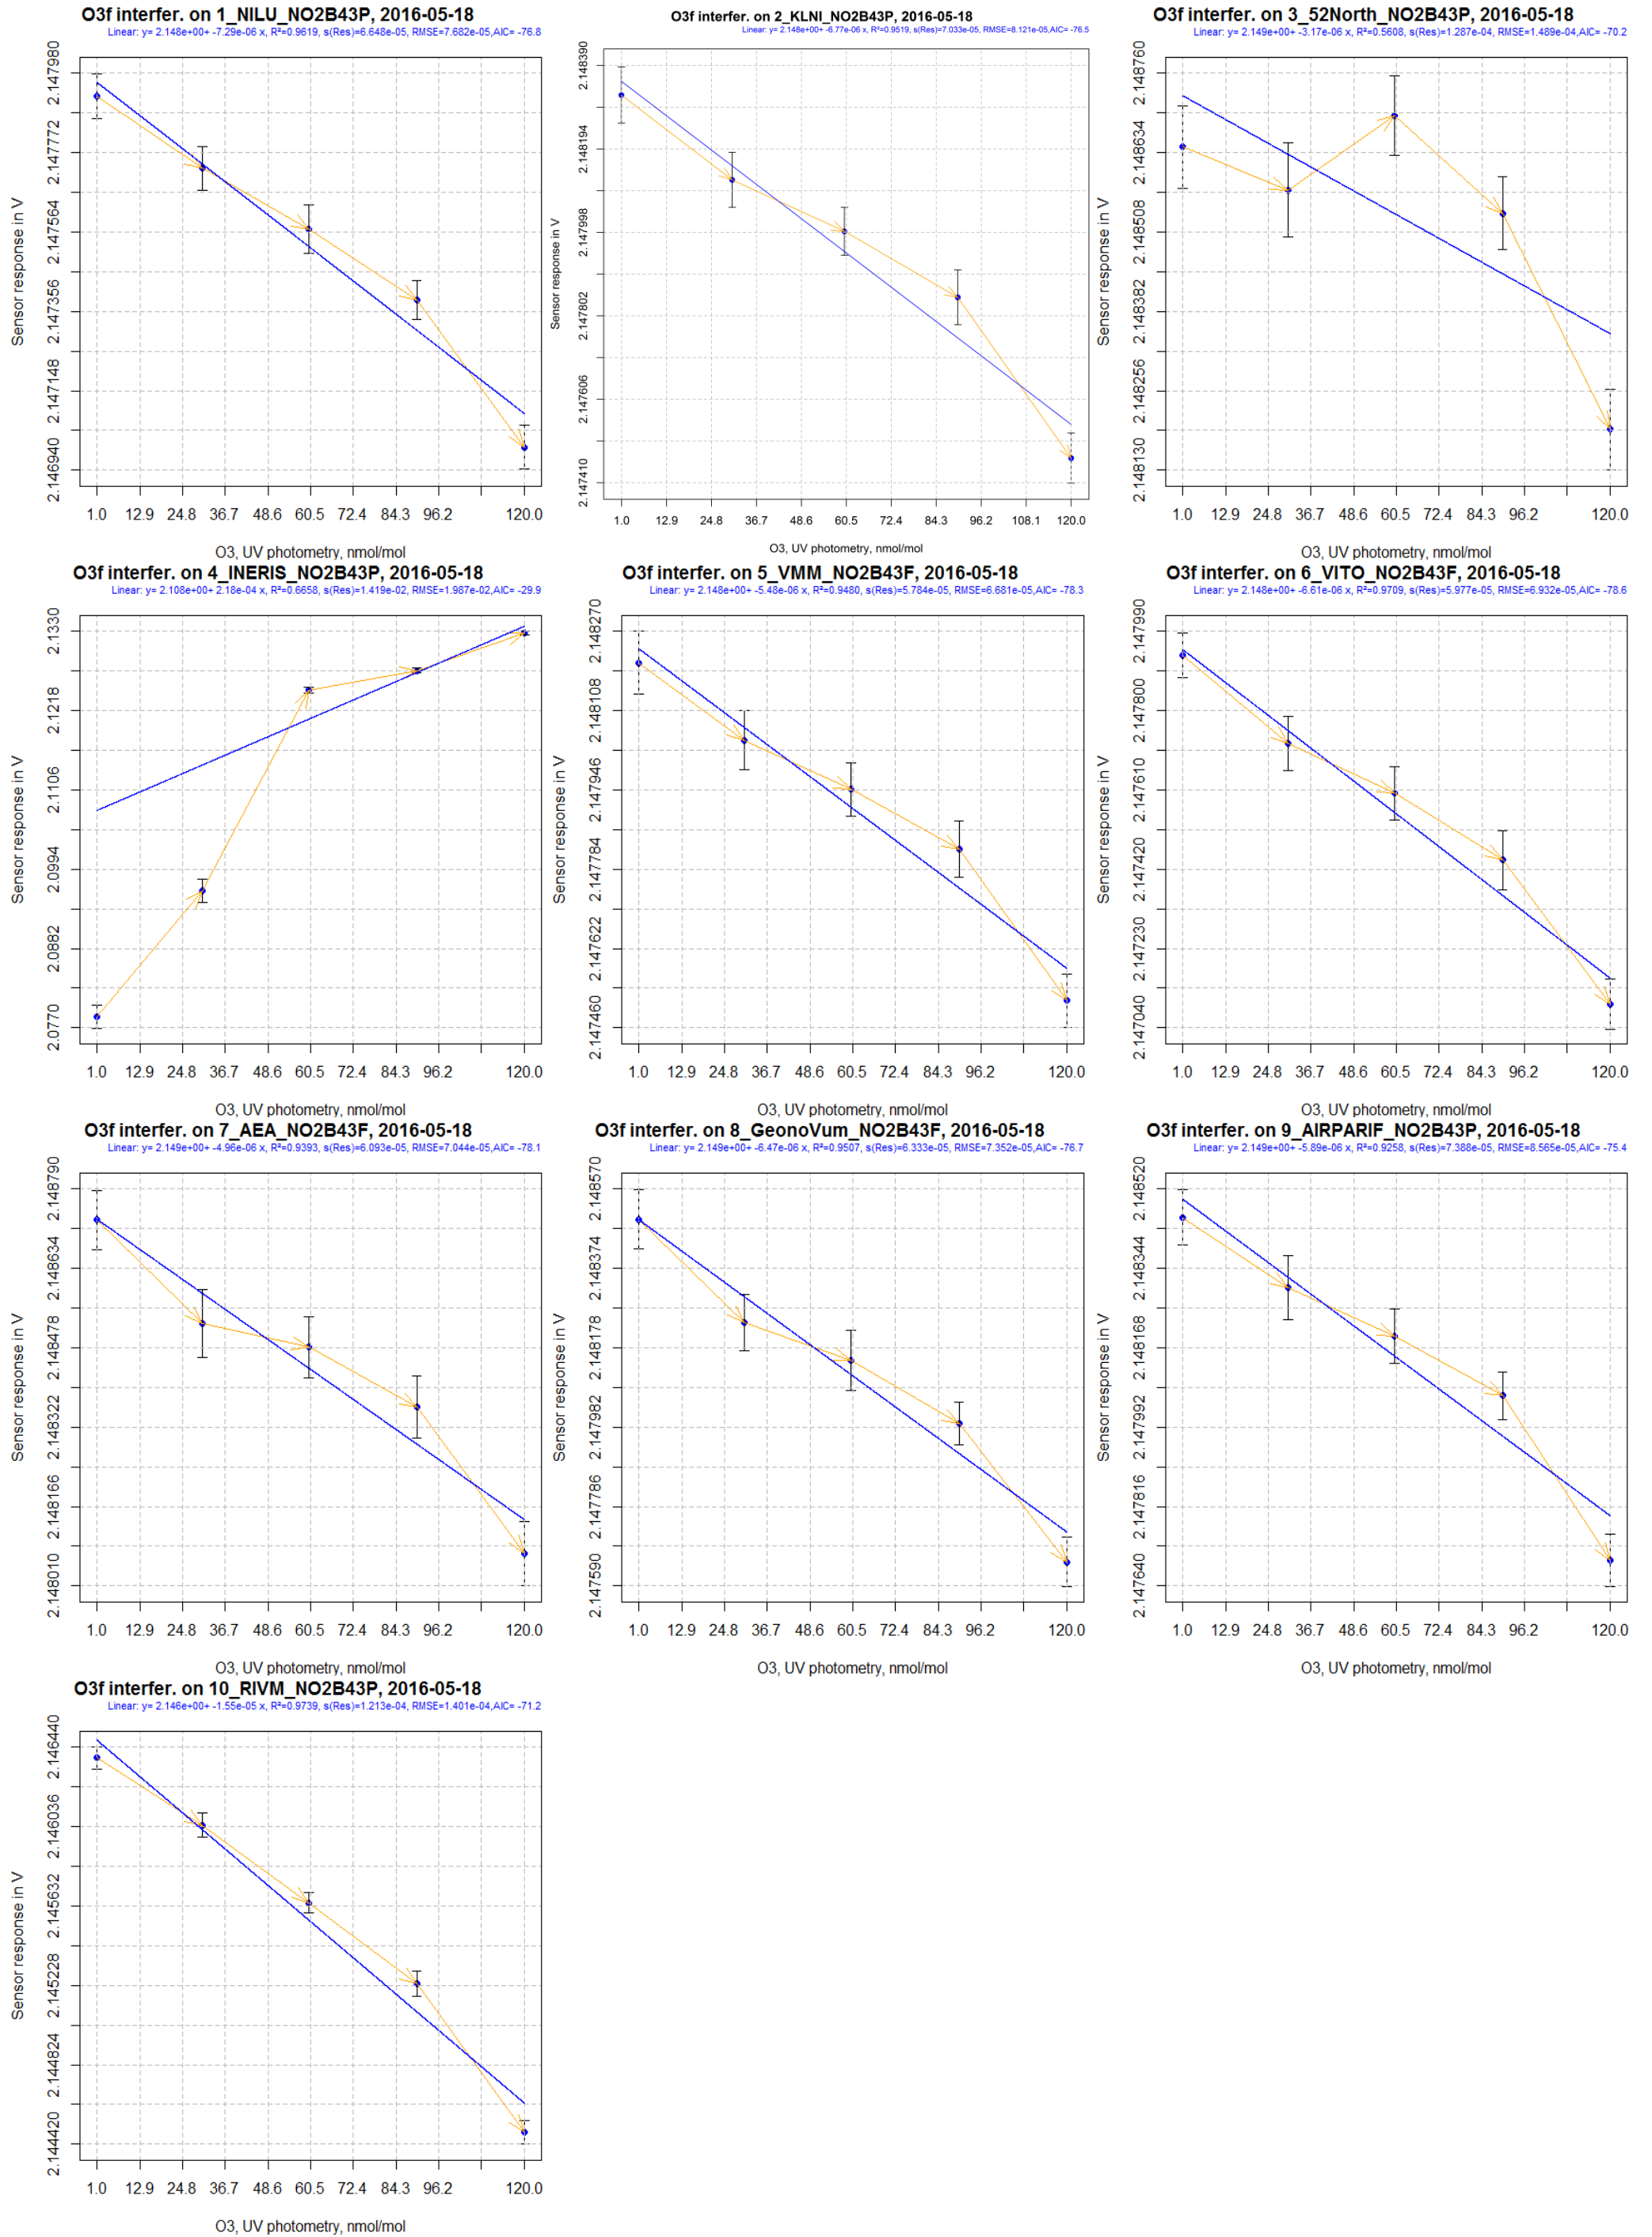 O3f interfer. on 1_NILU_NO2B43P, 2016-05-18
Linear: y= 2.148e+00+ -7.29e-06 x, R²=0.9619, s(Res)=6.648e-05, RMSE=7.682e-05,AIC= -76.8
Sensor response in V
2.147980
2.147772
2.147564
2.147356
2.147148
2.146940
1.0 12.9 24.8 36.7 48.6 60.5 72.4 84.3 96.2 120.0
O3, UV photometry, nmol/mol
O3f interfer. on 2_KLNI_NO2B43P, 2016-05-18
Linear: y= 2.148e+00+ -6.77e-06 x, R²=0.9519, s(Res)=7.033e-05, RMSE=8.121e-05,AIC= -76.5
Sensor response in V
2.148390
2.148194
2.147998
2.147802
2.147606
2.147410
1.0 12.9 24.8 36.7 48.6 60.5 72.4 84.3 96.2 108.1 120.0
O3, UV photometry, nmol/mol
O3f interfer. on 3_52North_NO2B43P, 2016-05-18
Linear: y= 2.149e+00+ -3.17e-06 x, R²=0.5608, s(Res)=1.287e-04, RMSE=1.489e-04,AIC= -70.2
Sensor response in V
2.148760
2.148634
2.148508
2.148382
2.148256
2.148130
1.0 12.9 24.8 36.7 48.6 60.5 72.4 84.3 96.2 120.0
O3, UV photometry, nmol/mol
O3f interfer. on 4_INERIS_NO2B43P, 2016-05-18
Linear: y= 2.108e+00+ 2.18e-04 x, R²=0.6658, s(Res)=1.419e-02, RMSE=1.987e-02,AIC= -29.9
Sensor response in V
2.1330
2.1218
2.1106
2.0994
2.0882
2.0770
1.0 12.9 24.8 36.7 48.6 60.5 72.4 84.3 96.2 120.0
O3, UV photometry, nmol/mol
O3f interfer. on 5_VMM_NO2B43F, 2016-05-18
Linear: y= 2.148e+00+ -5.48e-06 x, R²=0.9480, s(Res)=5.784e-05, RMSE=6.681e-05,AIC= -78.3
Sensor response in V
2.148270
2.148108
2.147946
2.147784
2.147622
2.147460
1.0 12.9 24.8 36.7 48.6 60.5 72.4 84.3 96.2 120.0
O3, UV photometry, nmol/mol
O3f interfer. on 6_VITO_NO2B43F, 2016-05-18
Linear: y= 2.148e+00+ -6.61e-06 x, R²=0.9709, s(Res)=5.977e-05, RMSE=6.932e-05,AIC= -78.6
Sensor response in V
2.147990
2.147800
2.147610
2.147420
2.147230
2.147040
1.0 12.9 24.8 36.7 48.6 60.5 72.4 84.3 96.2 120.0
O3, UV photometry, nmol/mol
O3f interfer. on 7_AEA_NO2B43F, 2016-05-18
Linear: y= 2.149e+00+ -4.96e-06 x, R²=0.9393, s(Res)=6.093e-05, RMSE=7.044e-05,AIC= -78.1
Sensor response in V
2.148790
2.148634
2.148478
2.148322
2.148166
2.148010
1.0 12.9 24.8 36.7 48.6 60.5 72.4 84.3 96.2 120.0
O3, UV photometry, nmol/mol
O3f interfer. on 8_GeonoVum_NO2B43F, 2016-05-18
Linear: y= 2.149e+00+ -6.47e-06 x, R²=0.9507, s(Res)=6.333e-05, RMSE=7.352e-05,AIC= -76.7
Sensor response in V
2.148570
2.148374
2.148178
2.147982
2.147786
2.147590
1.0 12.9 24.8 36.7 48.6 60.5 72.4 84.3 96.2 120.0
O3, UV photometry, nmol/mol
O3f interfer. on 9_AIRPARIF_NO2B43P, 2016-05-18
Linear: y= 2.149e+00+ -5.89e-06 x, R²=0.9258, s(Res)=7.388e-05, RMSE=8.565e-05,AIC= -75.4
Sensor response in V
2.148520
2.148344
2.148168
2.147992
2.147816
2.147640
1.0 12.9 24.8 36.7 48.6 60.5 72.4 84.3 96.2 120.0
O3, UV photometry, nmol/mol
O3f interfer. on 10_RIVM_NO2B43P, 2016-05-18
Linear: y= 2.146e+00+ -1.55e-05 x, R²=0.9739, s(Res)=1.213e-04, RMSE=1.401e-04,AIC= -71.2
Sensor response in V
2.146440
2.146036
2.145632
2.145228
2.144824
2.144420
1.0 12.9 24.8 36.7 48.6 60.5 72.4 84.3 96.2 120.0
O3, UV photometry, nmol/mol